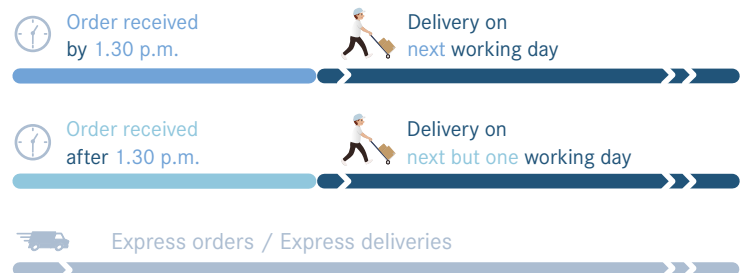 Order received
by 1.30 p.m.
Delivery on
next working day
Order received
after 1.30 p.m.
Delivery on
next but one working day
Express orders / Express deliveries